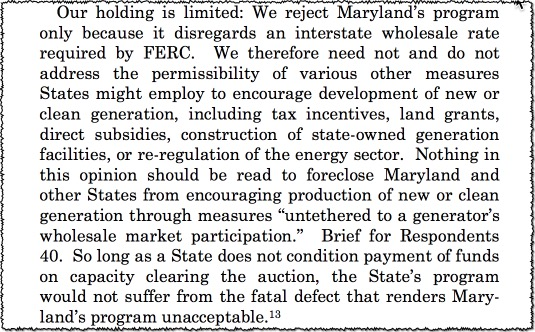 Our holding is limited: We reject Maryland's program
only because it disregards an interstate wholesale rate
required by FERC. We therefore need not and do not
address the permissibility of various other measures
States might employ to encourage development of new or
clean generation, including tax incentives, land grants,
direct subsidies, construction of state-owned generation
facilities, or re-regulation of the energy sector. Nothing in
this opinion should be read to foreclose Maryland and
other States from encouraging production of new or clean
generation through measures “untethered to a generator's
wholesale market participation.” Brief for Respondents
40. So long as a State does not condition payment of funds
on capacity clearing the auction, the State's program
would not suffer from the fatal defect that renders Mary-
land's program unacceptable.¹³